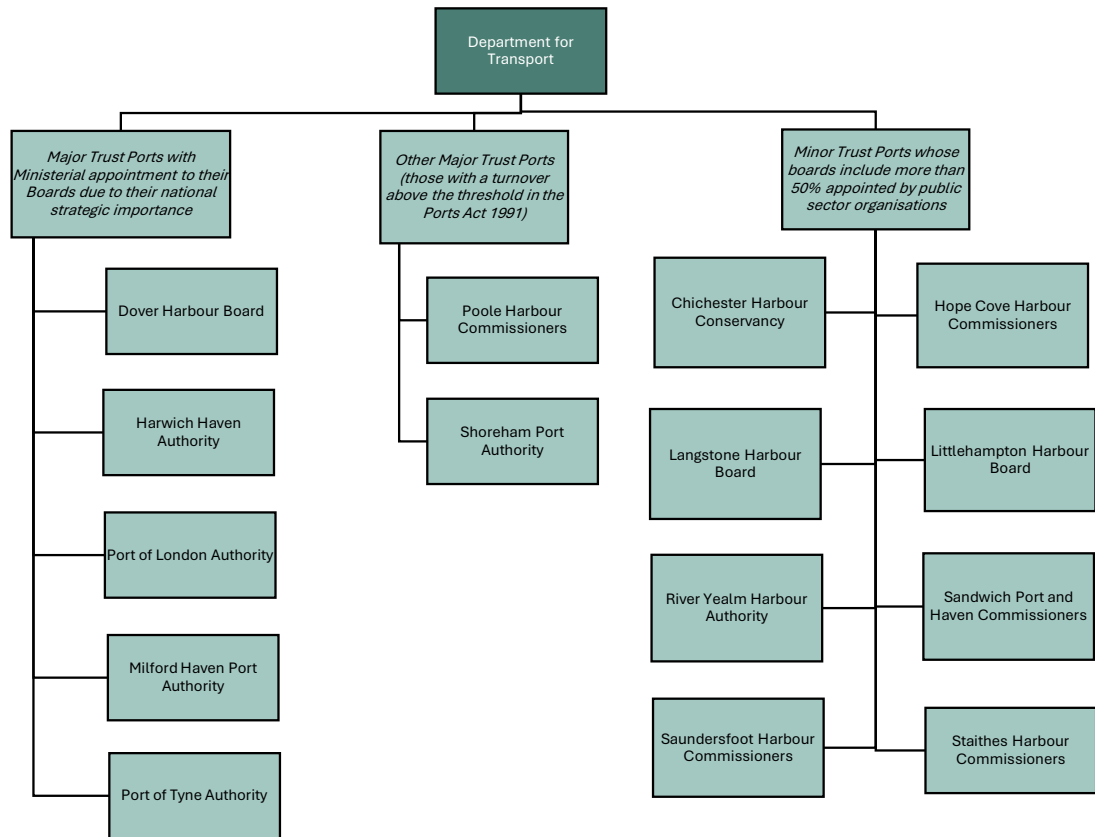 Department for
Transport
Major Trust Ports with
Ministerial appointment to their
Boards due to their national
strategic importance
Other Major Trust Ports
(those with a turnover
above the threshold in the
Ports Act 1991)
Minor Trust Ports whose
boards include more than
50% appointed by public
sector organisations
Dover Harbour Board
Harwich Haven
Authority
Port of London Authority
Milford Haven Port
Authority
Port of Tyne Authority
Poole Harbour
Commissioners
Shoreham Port
Authority
Chichester Harbour
Conservancy
Hope Cove Harbour
Commissioners
Langstone Harbour
Board
Littlehampton Harbour
Board
River Yealm Harbour
Authority
Sandwich Port and
Haven Commissioners
Saundersfoot Harbour
Commissioners
Staithes Harbour
Commissioners